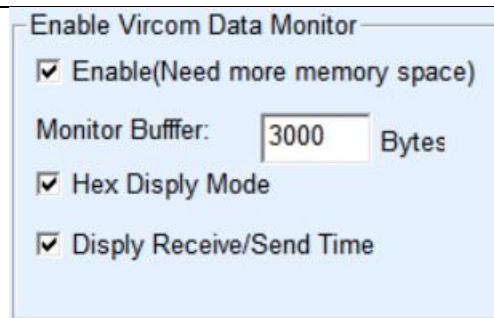 Enable Vircom Data Monitor
Enable(Need more memory space)
Monitor Bufffer: 3000 Bytes
Hex Disply Mode
Disply Receive/Send Time